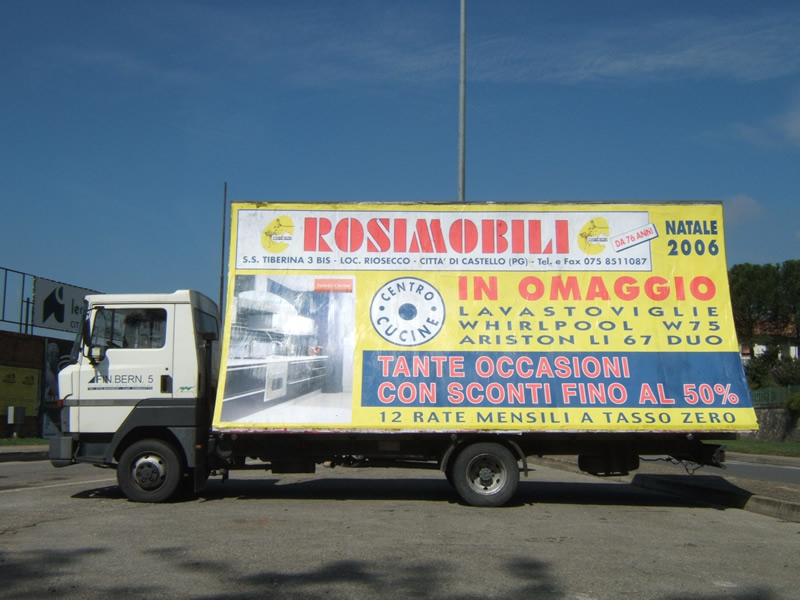 ROSIMOBILI
DA 76 ANNI
NATALE
2006
S.S. TIBERINA 3 BIS - LOC. RIOSECCO - CITTA' DI CASTELLO (PG) - Tel. e Fax 075 8511087
CENTRO
CUCINE
IN OMAGGIO
LAVASTOVIGLIE
WHIRLPOOL W75
ARISTON LI 67 DUO
TANTE OCCASIONI
CON SCONTI FINO AL 50%
12 RATE MENSILI A TASSO ZERO
FIN.BERN. 5